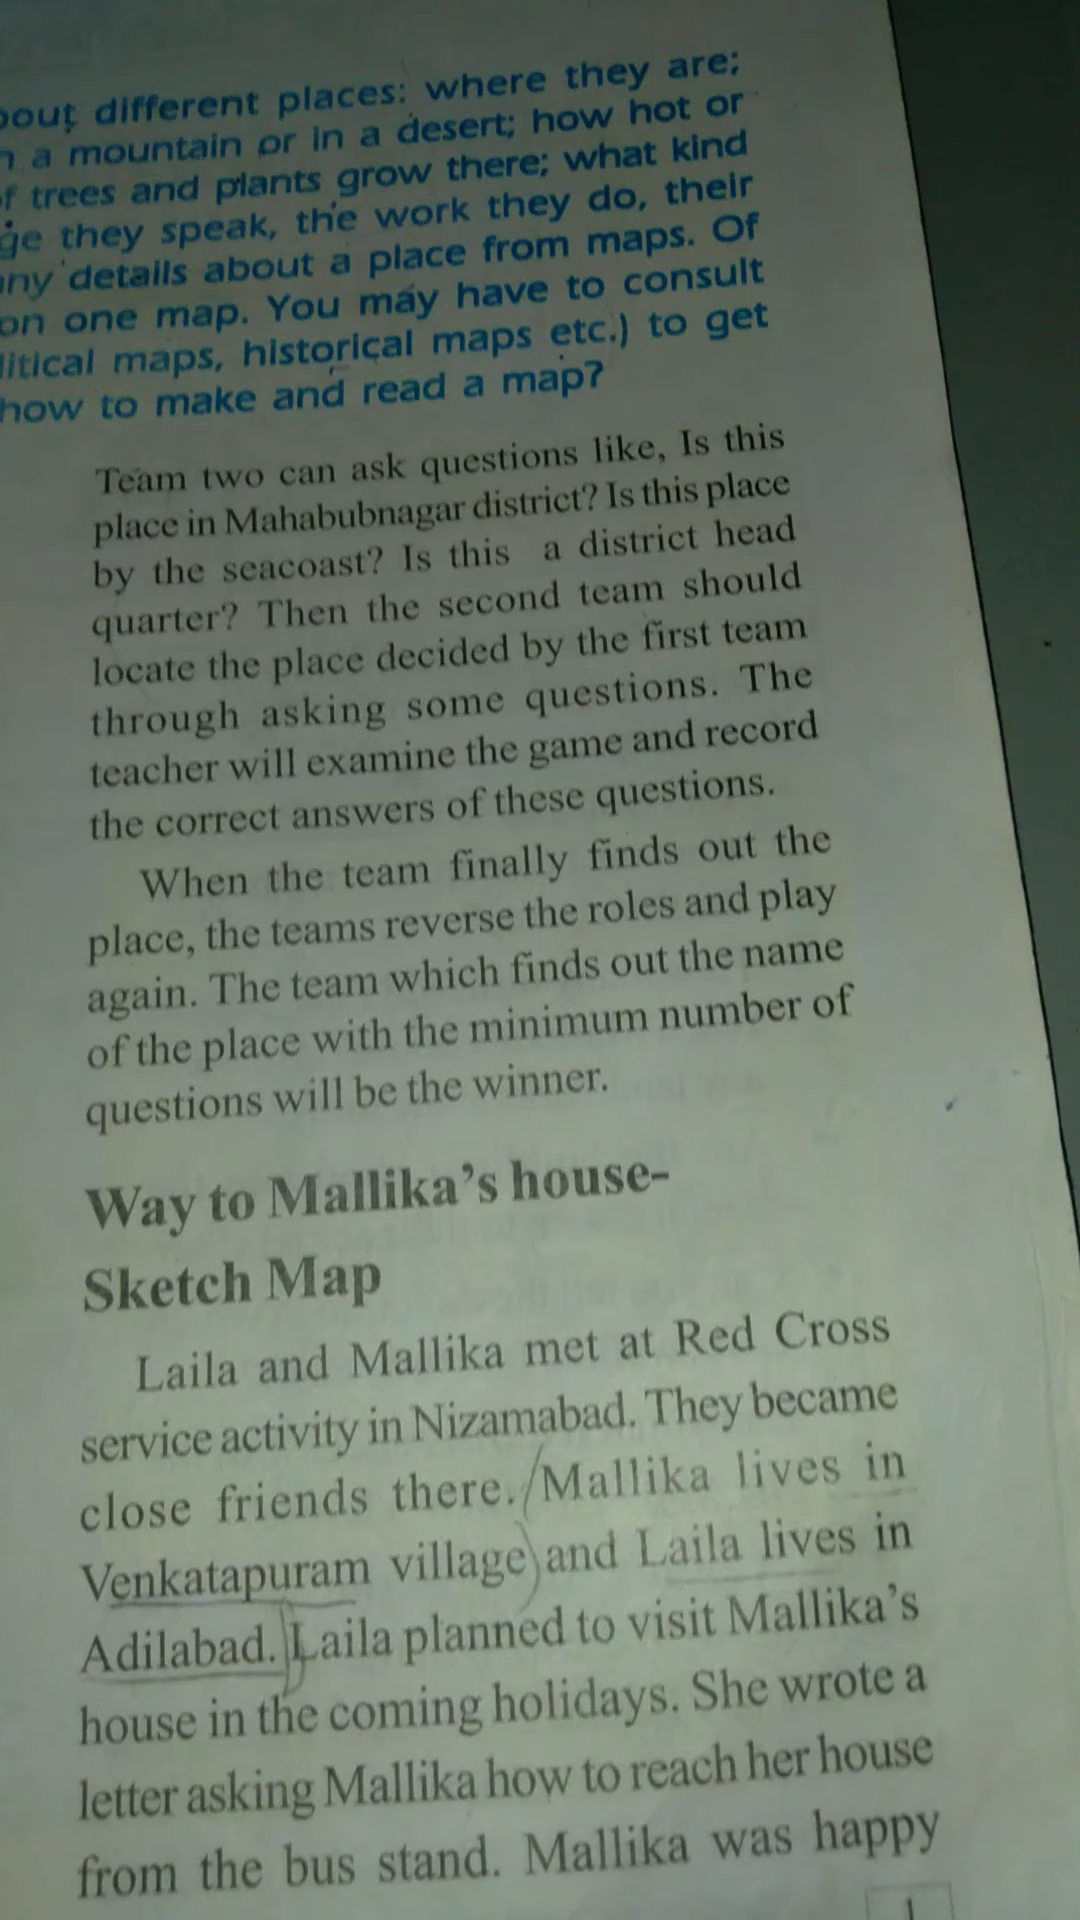 different places: where they are;
a mountain or in a desert; how hot or
trees and plants grow there; what kind
they speak, the work they do, their
details about a place from maps. Of
on one map. You may have to consult
maps, historical maps etc.) to get
how to make and read a map?
Team two can ask questions like, Is this
place in Mahabubnagar district? Is this place
by the seacoast? Is this a district head
quarter? Then the second team should
locate the place decided by the first team
through asking some questions. The
teacher will examine the game and record
the correct answers of these questions.
When the team finally finds out the
place, the teams reverse the roles and play
again. The team which finds out the name
of the place with the minimum number of
questions will be the winner.
Way to Mallika's house-
Sketch Map
Laila and Mallika met at Red Cross
service activity in Nizamabad. They became
close friends there. Mallika lives in
Venkatapuram village and Laila lives in
Adilabad. Laila planned to visit Mallika's
house in the coming holidays. She wrote a
letter asking Mallika how to reach her house
from the bus stand. Mallika was happy